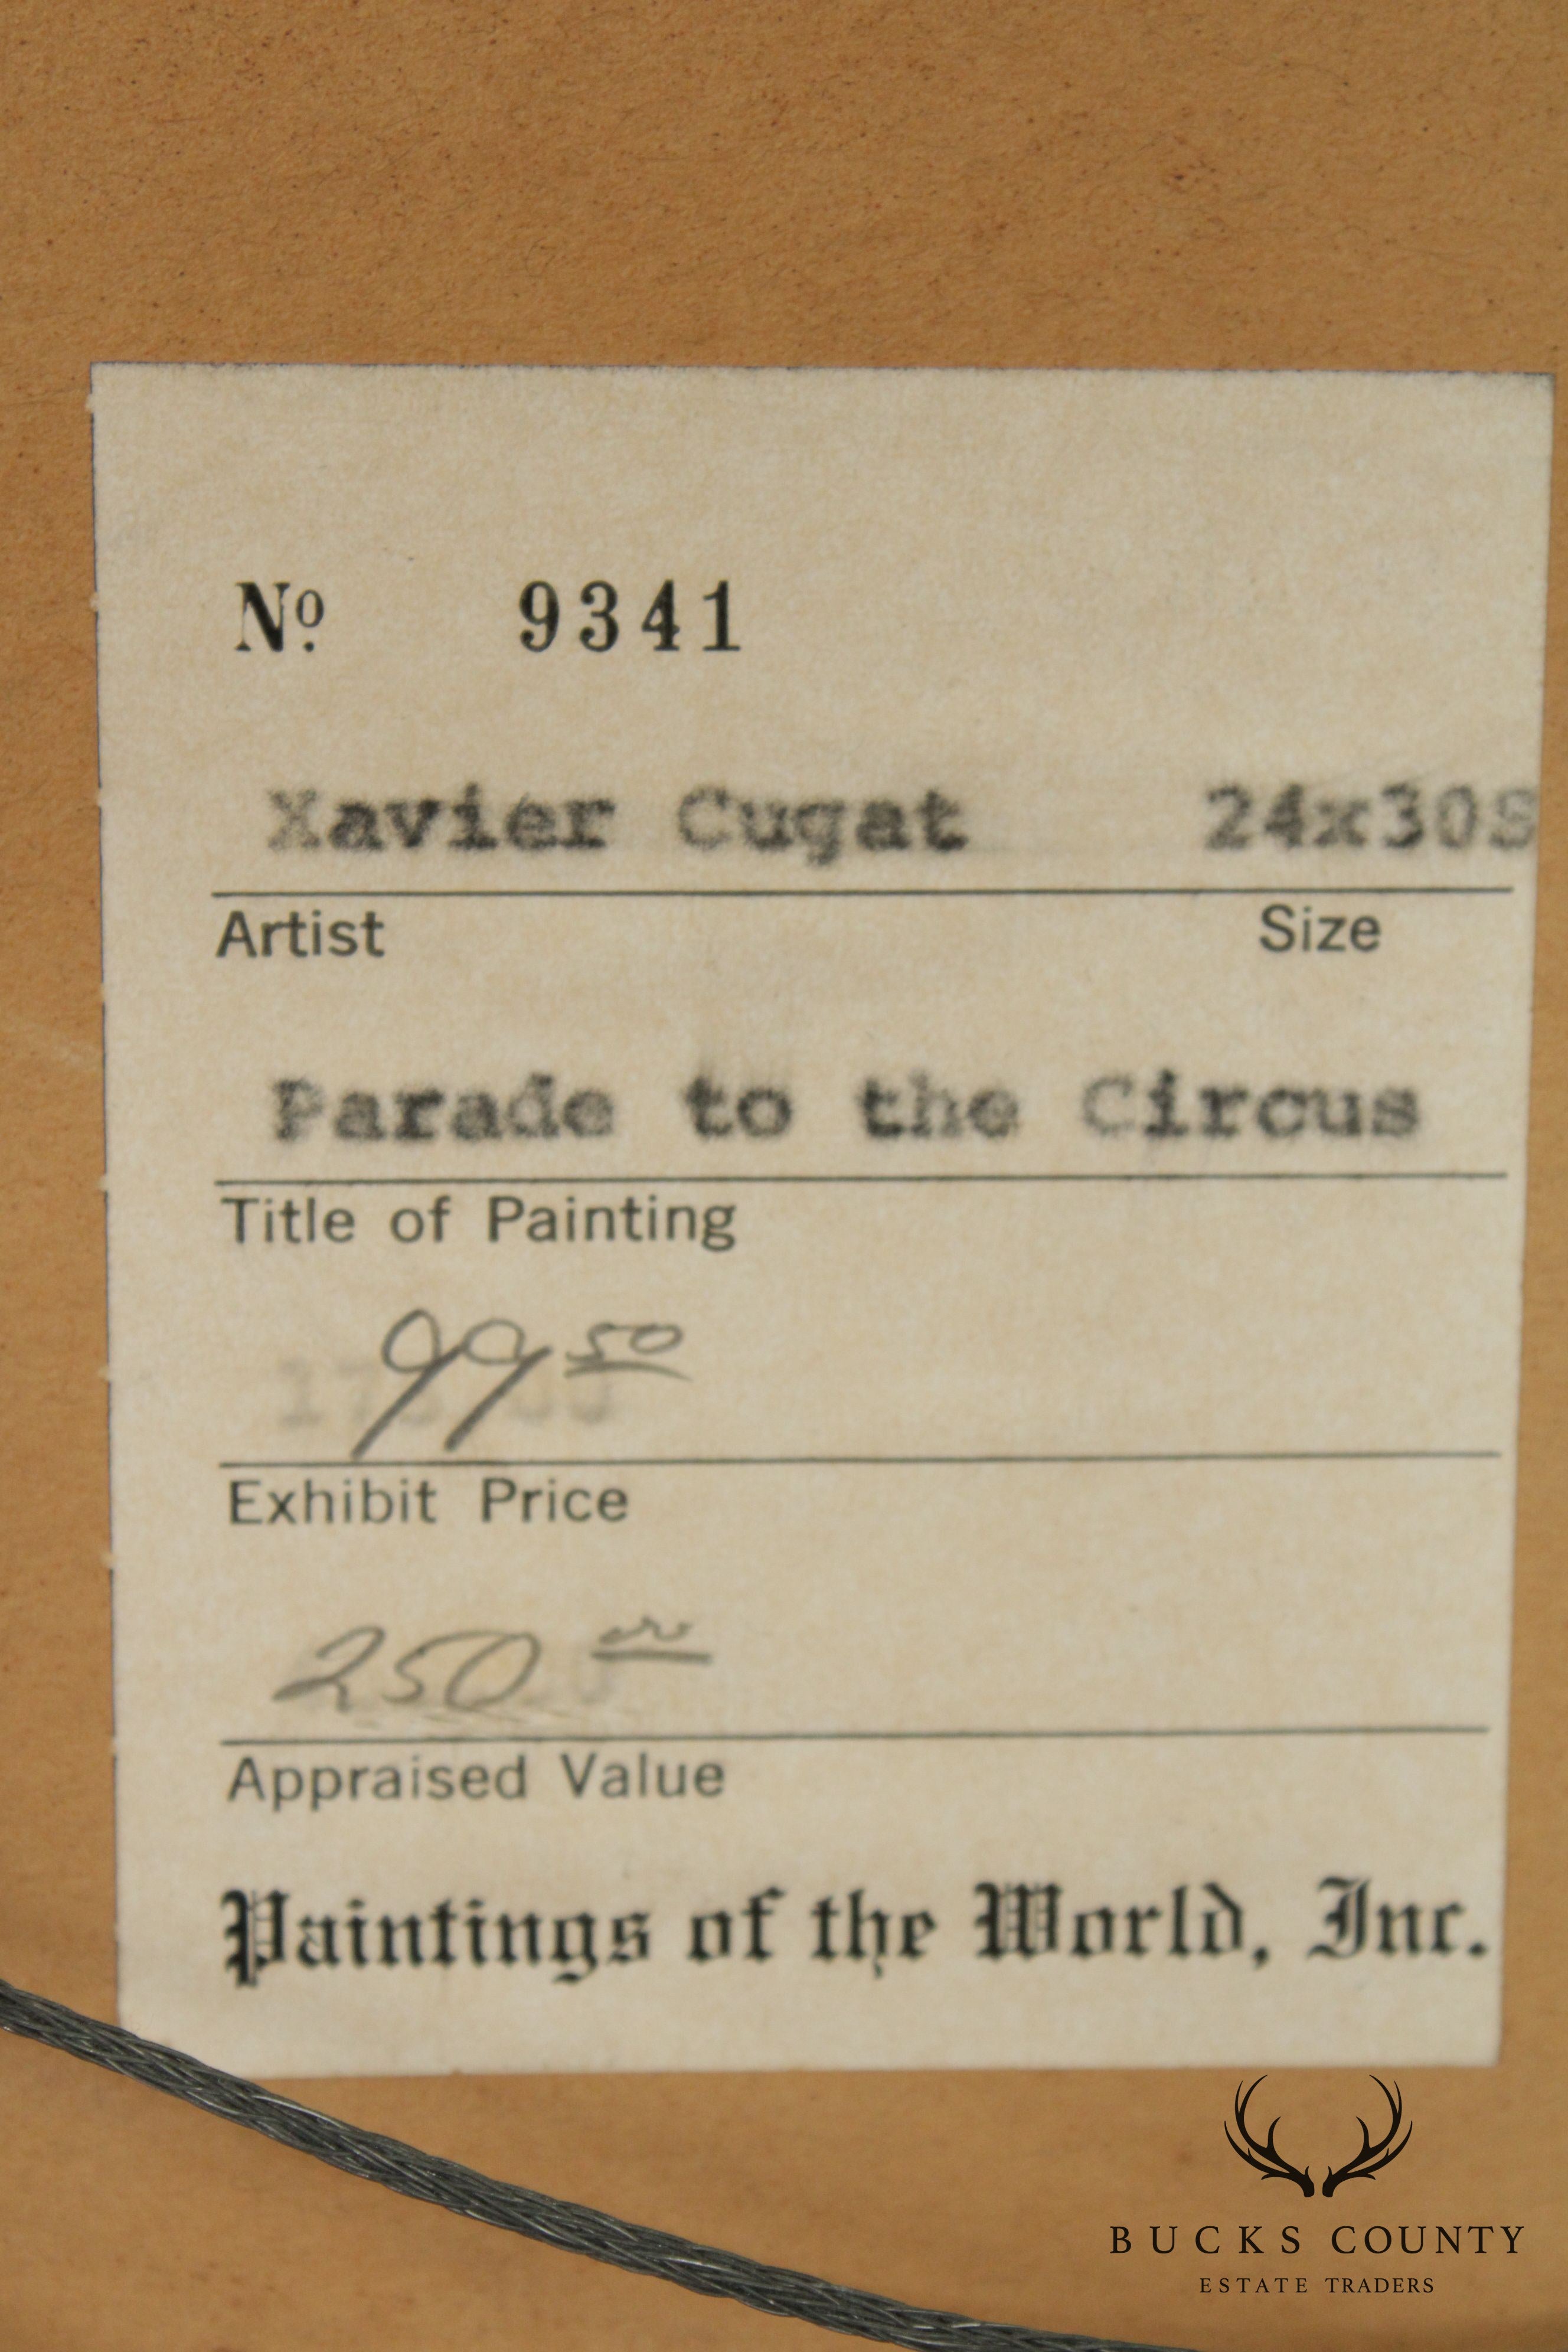 Nº. 9341
Xavier Cugat 24x30S
Artist Size
Parade to the Circus
Title of Painting
99 50
Exhibit Price
250 00
Appraised Value
Paintings of the World, Inc.
BUCKS COUNTY
ESTATE TRADERS